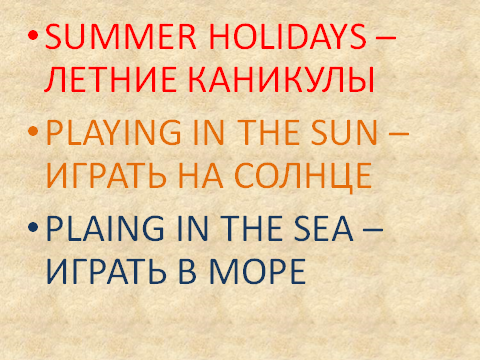 •SUMMER HOLIDAYS –
ЛЕТНИЕ КАНИКУЛЫ
•PLAYING IN THE SUN –
ИГРАТЬ НА СОЛНЦЕ
•PLAING IN THE SEA –
ИГРАТЬ В МОРЕ